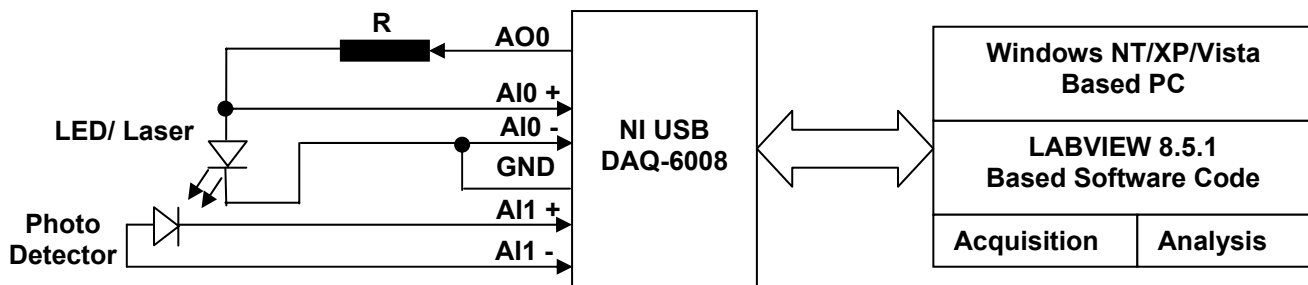 R
AO0
AI0 +
LED/ Laser
AI0 -
GND
Photo
Detector
AI1 +
AI1 -
NI USB
DAQ-6008
Windows NT/XP/Vista
Based PC
LABVIEW 8.5.1
Based Software Code
Acquisition
Analysis